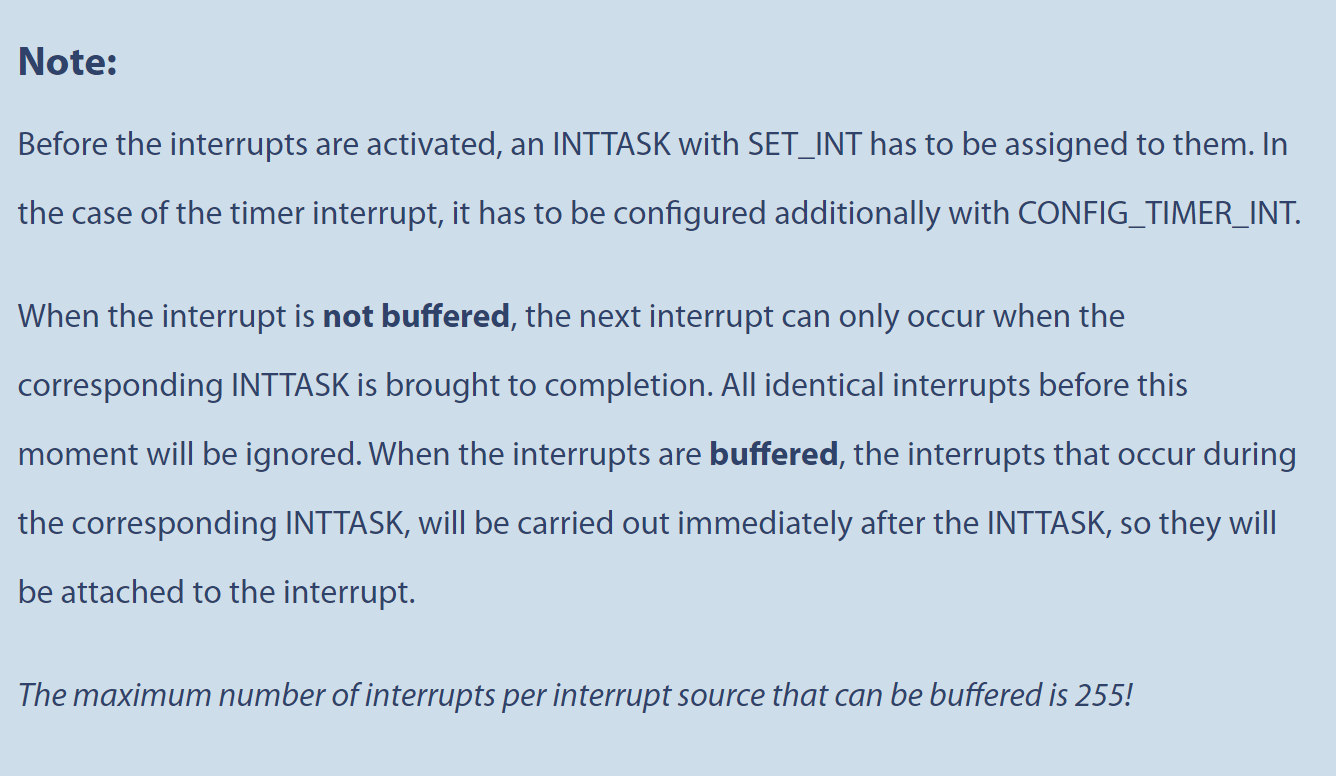 Note:
Before the interrupts are activated, an INTTASK with SET_INT has to be assigned to them. In
the case of the timer interrupt, it has to be configured additionally with CONFIG_TIMER_INT.
When the interrupt is not buffered, the next interrupt can only occur when the
corresponding INTTASK is brought to completion. All identical interrupts before this
moment will be ignored. When the interrupts are buffered, the interrupts that occur during
the corresponding INTTASK, will be carried out immediately after the INTTASK, so they will
be attached to the interrupt.
The maximum number of interrupts per interrupt source that can be buffered is 255!